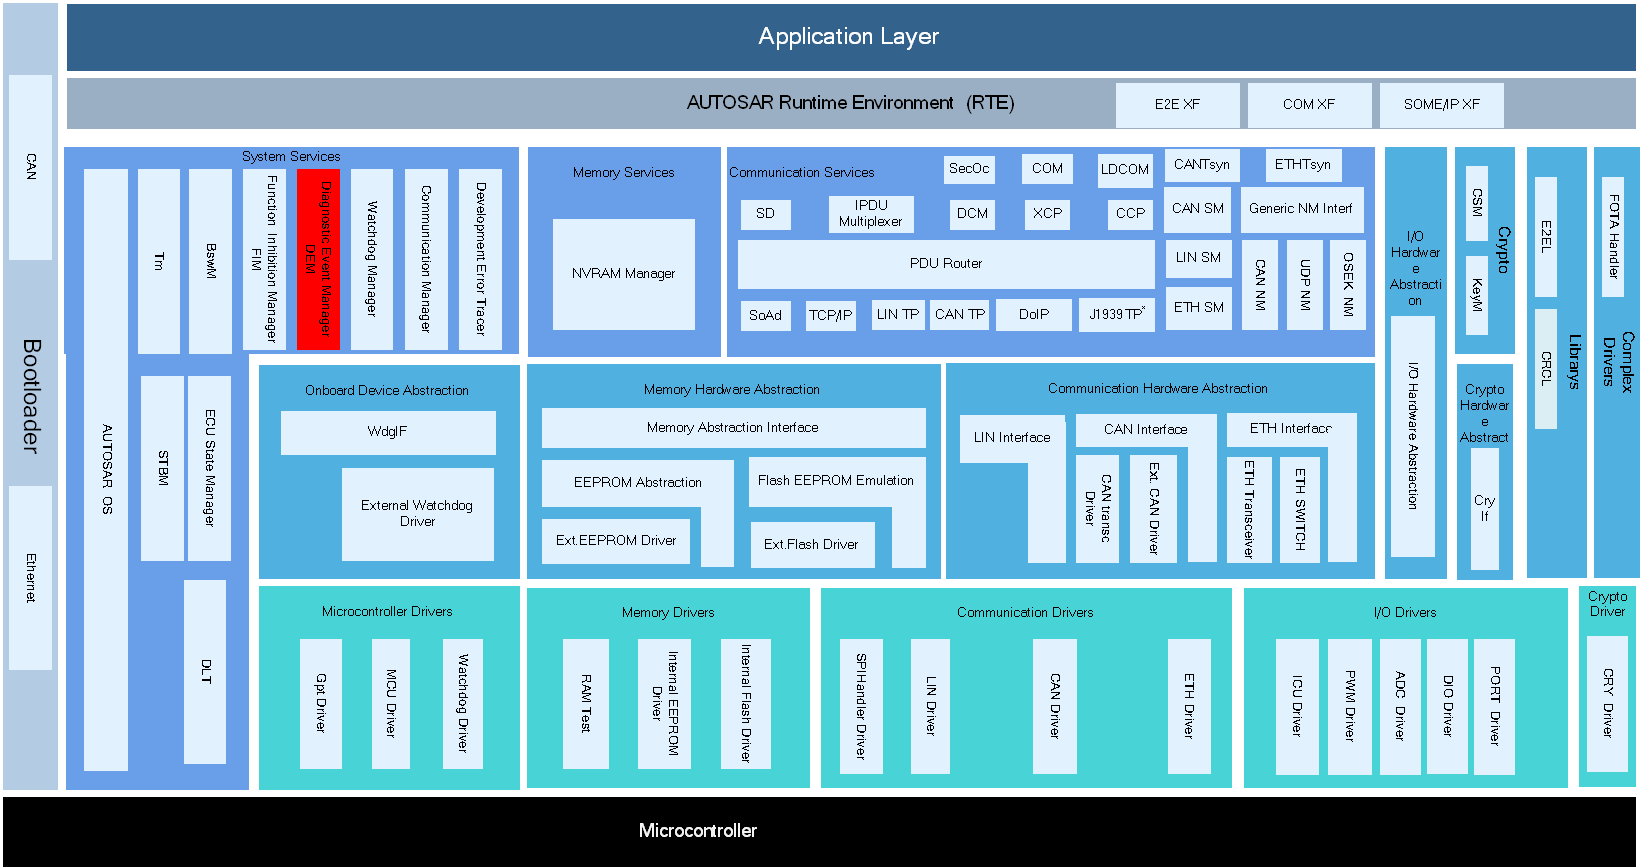 Application Layer
AUTOSAR Runtime Environment (RTE)
E2E XF
COM XF
SOME/IP XF
CAN
Bootloader
Ethernet
System Services
AUTOSAR OS
Tm
BswM
Function Inhibition Manager
FIM
Diagnostic Event Manager
DEM
Watchdog Manager
Communication Manager
Development Error Tracer
STBM
ECU State Manager
DLT
Memory Services
NVRAM Manager
Communication Services
SecOc
COM
LDCOM
CANTsyn
ETHTsyn
SD
IPDU
Multiplexer
DCM
XCP
CCP
CAN SM
Generic NM Interf
PDU Router
LIN SM
CAN NM
UDP NM
OSEK NM
SoAd
TCP/IP
LIN TP
CAN TP
DoIP
J1939TP*
ETH SM
I/O
Hardwar
e
Abstracti
on
I/O Hardware Abstraction
Crypto
CSM
KeyM
Crypto
Hardwar
e
Abstract
Cry
If
Librarys
E2EL
CRCL
Complex
Drivers
FOTA Handler
Onboard Device Abstraction
WdgIF
External Watchdog
Driver
Memory Hardware Abstraction
Memory Abstraction Interface
EEPROM Abstraction
Flash EEPROM Emulation
Ext.EEPROM Driver
Ext.Flash Driver
Communication Hardware Abstraction
LIN Interface
CAN Interface
ETH Interface
CAN transc
Driver
Ext. CAN Driver
ETH Transceiver
ETH SWITCH
Microcontroller Drivers
Gpt Driver
MCU Driver
Watchdog Driver
Memory Drivers
RAM Test
Internal EEPROM
Driver
Internal Flash Driver
Communication Drivers
SPIHandler Driver
LIN Driver
CAN Driver
ETH Driver
I/O Drivers
ICU Driver
PWM Driver
ADC Driver
DIO Driver
PORT Driver
Crypto
Driver
CRY Driver
Microcontroller